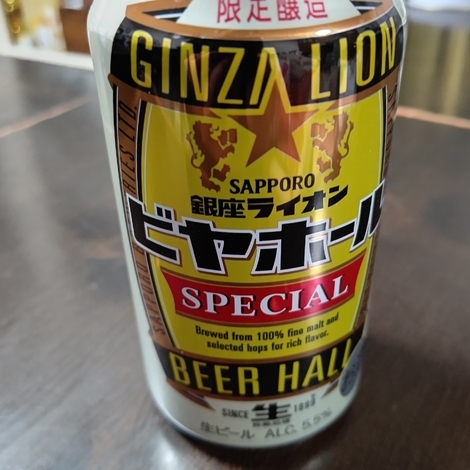 限定醸造
GINZA LION
SAPPORO
銀座ライオン
ビヤホール
SPECIAL
Brewed from 100% fine malt and
selected hops for rich flavor.
BEER HALL
SINCE 生 1899
生ビール ALC. 5.5%